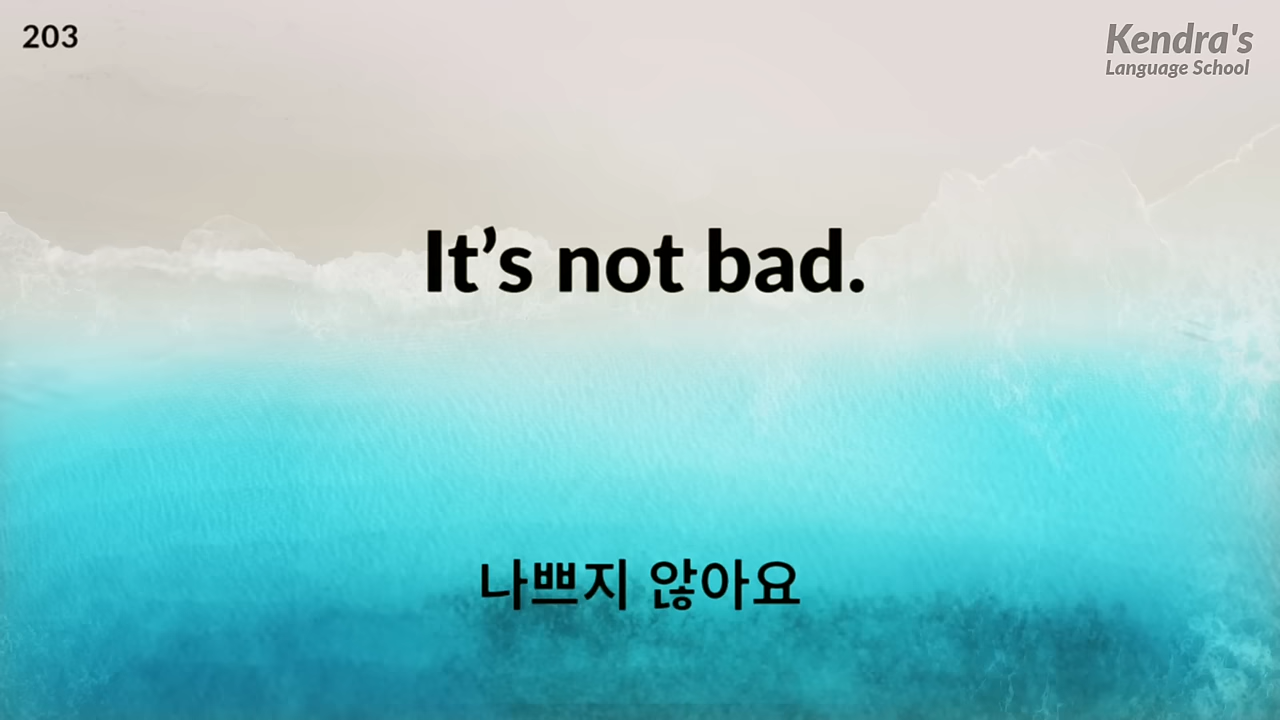 203
Kendra's
Language School
It’s not bad.
나쁘지 않아요